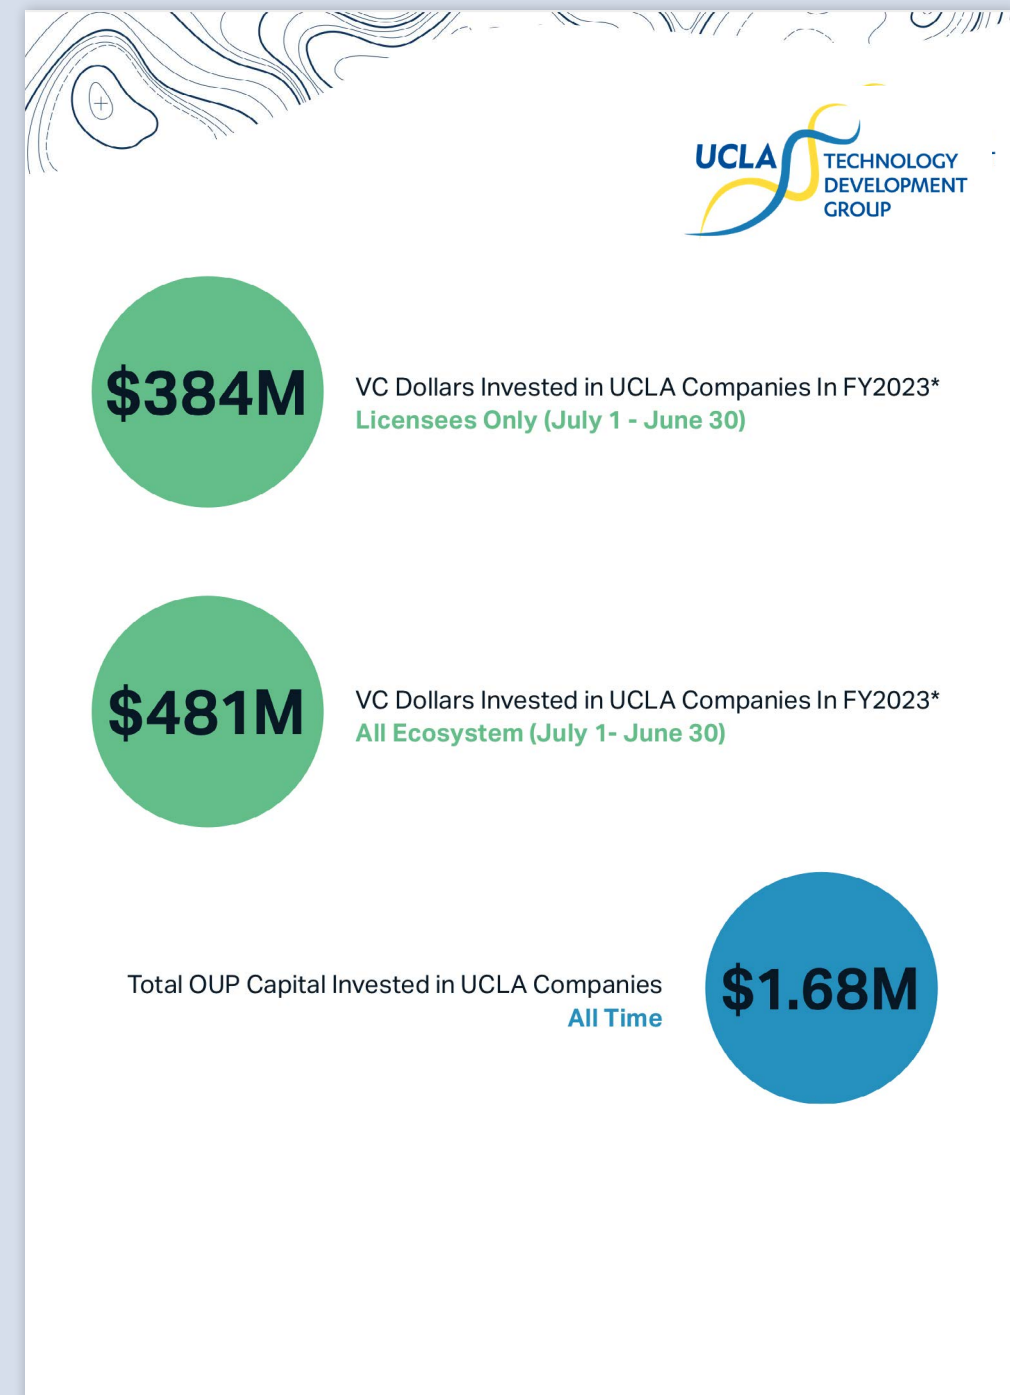 UCLA
TECHNOLOGY
DEVELOPMENT
GROUP
$384M
VC Dollars Invested in UCLA Companies In FY2023*
Licensees Only (July 1 - June 30)
$481M
VC Dollars Invested in UCLA Companies In FY2023*
All Ecosystem (July 1- June 30)
Total OUP Capital Invested in UCLA Companies
All Time
$1.68M